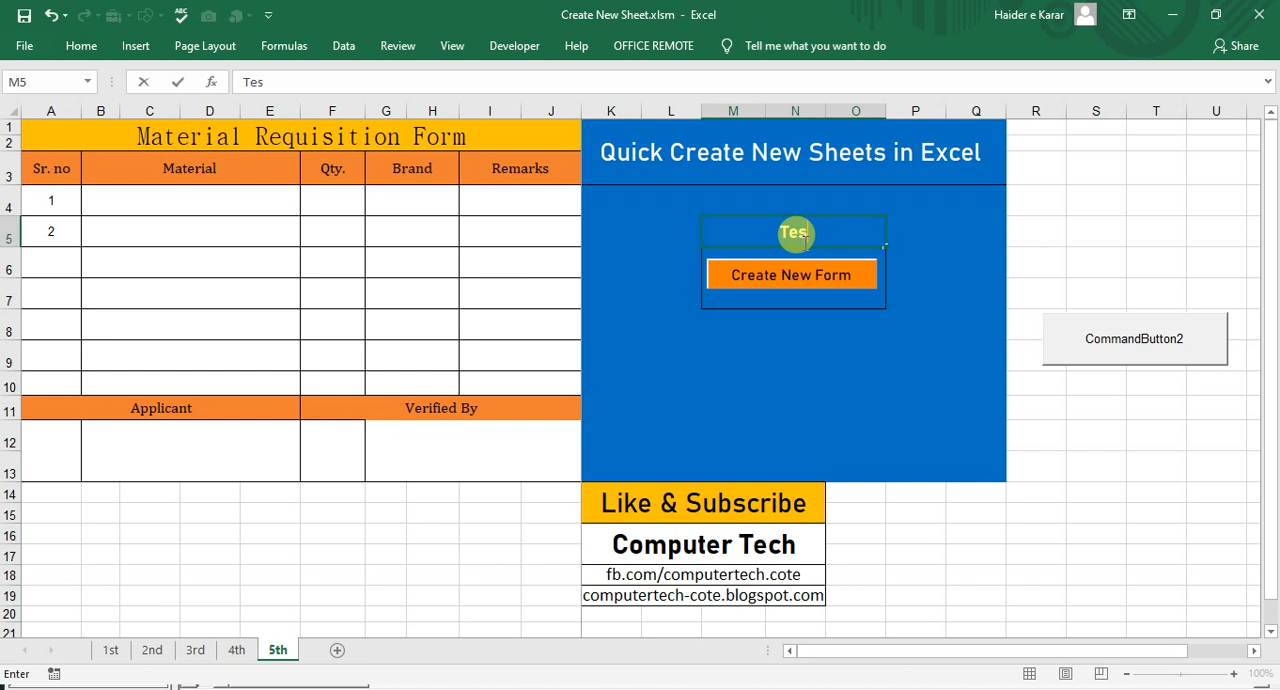 Create New Sheet.xlsm - Excel
Haider e Karar
File Home Insert Page Layout Formulas Data Review View Developer Help OFFICE REMOTE Tell me what you want to do Share
M5 fx Tes
A B C D E F G H I J K L M N O P Q R S T U
1
2
3
4
5
6
7
8
9
10
11
12
13
14
15
16
17
18
19
20
21
Material Requisition Form
Sr. no Material Qty. Brand Remarks
1
2
Applicant Verified By
Quick Create New Sheets in Excel
Tes
Create New Form
CommandButton2
Like & Subscribe
Computer Tech
fb.com/computertech.cote
computertech-cote.blogspot.com
1st 2nd 3rd 4th 5th
Enter 100%